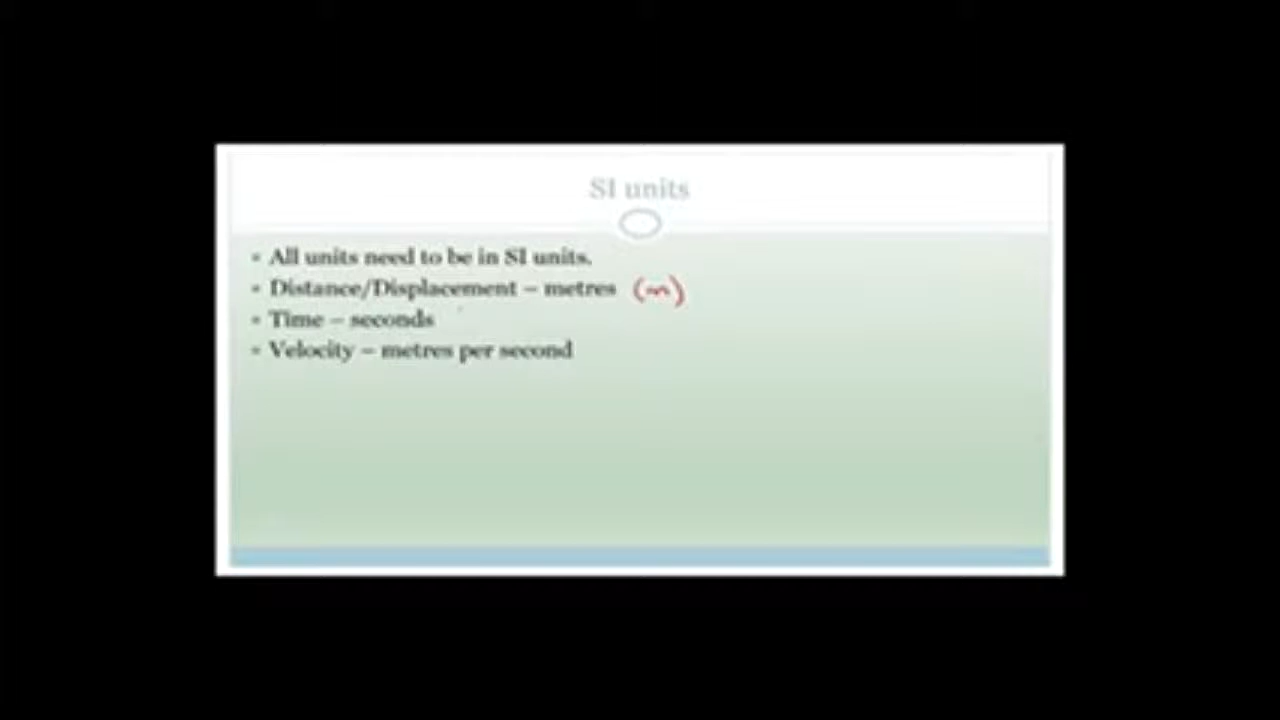 SI units
• All units need to be in SI units.
• Distance/Displacement – metres (m)
• Time – seconds
• Velocity – metres per second